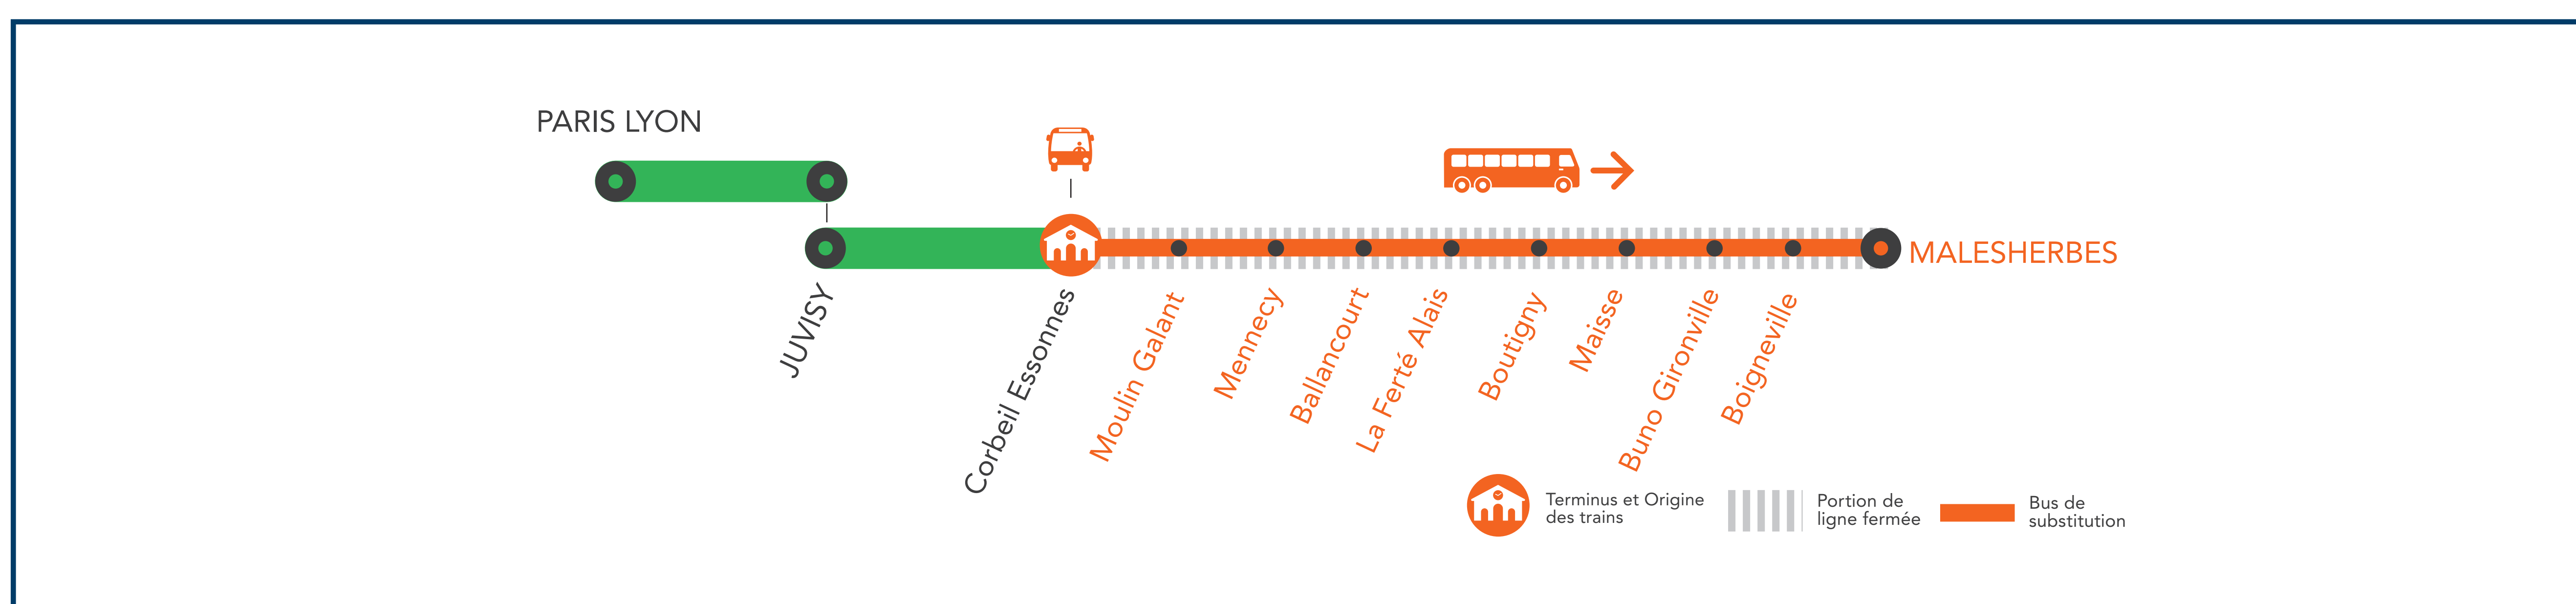 PARIS LYON
JUVISY
Corbeil Essonnes
Moulin Galant
Mennecy
Ballancourt
La Ferté Alais
Boutigny
Maisse
Buno Gironville
Boigneville
MALESHERBES
Terminus et Origine
des trains
Portion de
ligne fermée
Bus de
substitution